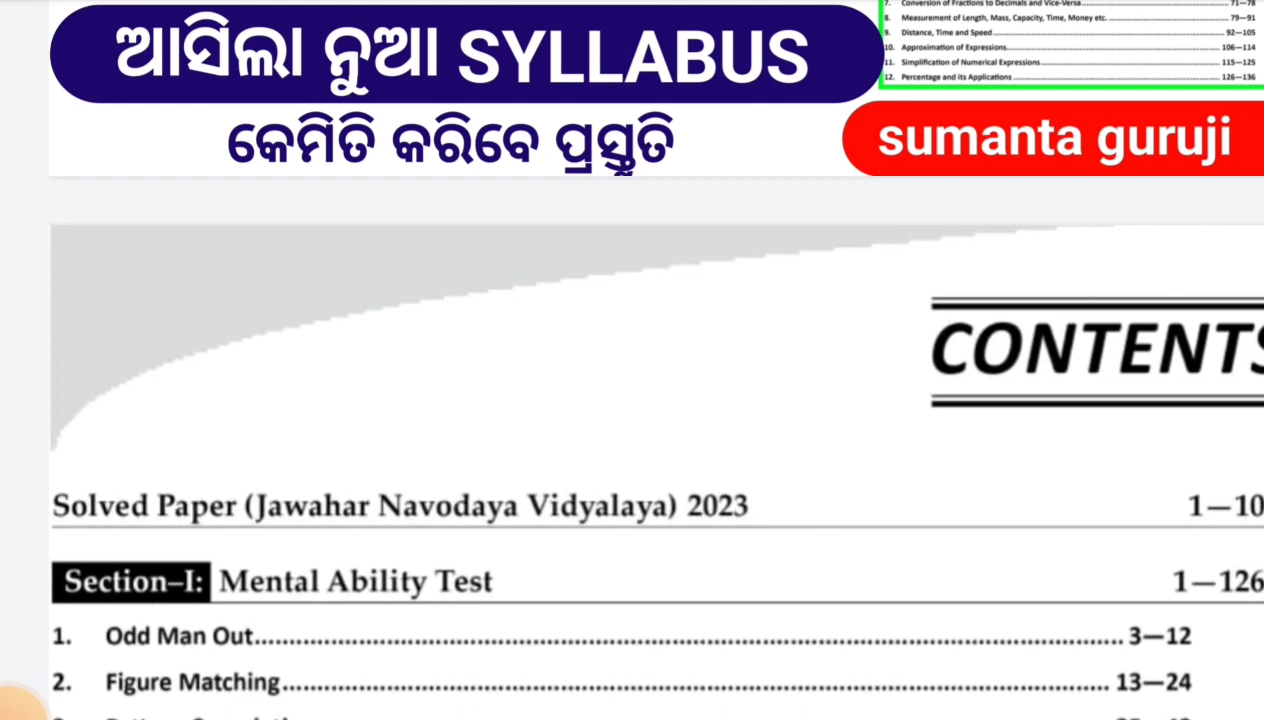 ଆସିଲା ନୁଆ SYLLABUS
କେମିତି କରିବେ ପ୍ରସ୍ତୁତି
7. Conversion of Fractions to Decimals and Vice-Versa 71—78
8. Measurement of Length, Mass, Capacity, Time, Money etc. 79—91
9. Distance, Time and Speed 92—105
10. Approximation of Expressions 106—114
11. Simplification of Numerical Expressions 115—125
12. Percentage and its Applications 126—136
sumanta guruji
CONTENTS
Solved Paper (Jawahar Navodaya Vidyalaya) 2023 1—10
Section–I: Mental Ability Test 1—126
1. Odd Man Out 3—12
2. Figure Matching 13—24